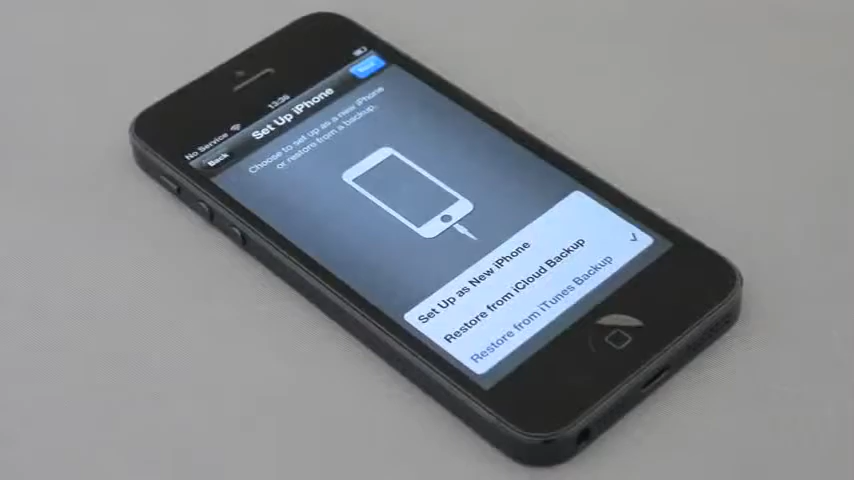 No Service 13:36
Back Set Up iPhone Next
Choose to set up as a new iPhone
or restore from a backup.
Set Up as New iPhone
Restore from iCloud Backup
Restore from iTunes Backup